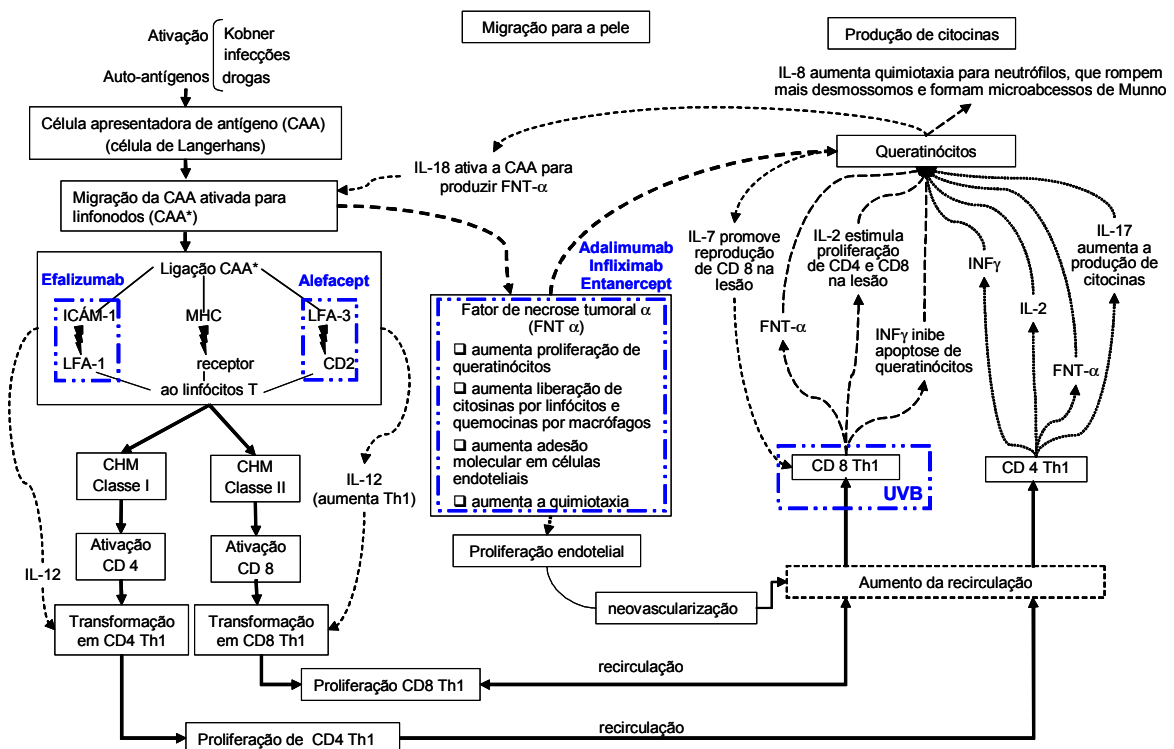 Ativação
Kobner
infecções
drogas
Auto-antígenos
Célula apresentadora de antígeno (CAA)
(célula de Langerhans)
Migração da CAA ativada para
linfonodos (CAA*)
Ligação CAA*
Efalizumab
Alefacept
ICAM-1
MHC
LFA-3
LFA-1
receptor
CD2
ao linfócitos T
CHM
Classe I
CHM
Classe II
IL-12
(aumenta Th1)
Ativação
CD 4
Ativação
CD 8
IL-12
Transformação
em CD4 Th1
Transformação
em CD8 Th1
Proliferação CD8 Th1
Proliferação de CD4 Th1
recirculação
recirculação
Migração para a pele
IL-18 ativa a CAA para
produzir FNT-α
Adalimumab
Infliximab
Entanercept
Fator de necrose tumoral α
(FNT α)
❑ aumenta proliferação de
queratinócitos
❑ aumenta liberação de
citosinas por linfócitos e
quemocinas por macrófagos
❑ aumenta adesão
molecular em células
endoteliais
❑ aumenta a quimiotaxia
Proliferação endotelial
neovascularização
Aumento da recirculação
Produção de citocinas
IL-8 aumenta quimiotaxia para neutrófilos, que rompem
mais desmossomos e formam microabcessos de Munno
Queratinócitos
IL-7 promove
reprodução
de CD 8 na
lesão
IL-2 estimula
proliferação
de CD4 e CD8
na lesão
INFγ
IL-17
aumenta a
produção de
citocinas
IL-2
FNT-α
INFγ inibe
apoptose de
queratinócitos
FNT-α
CD 8 Th1
UVB
CD 4 Th1